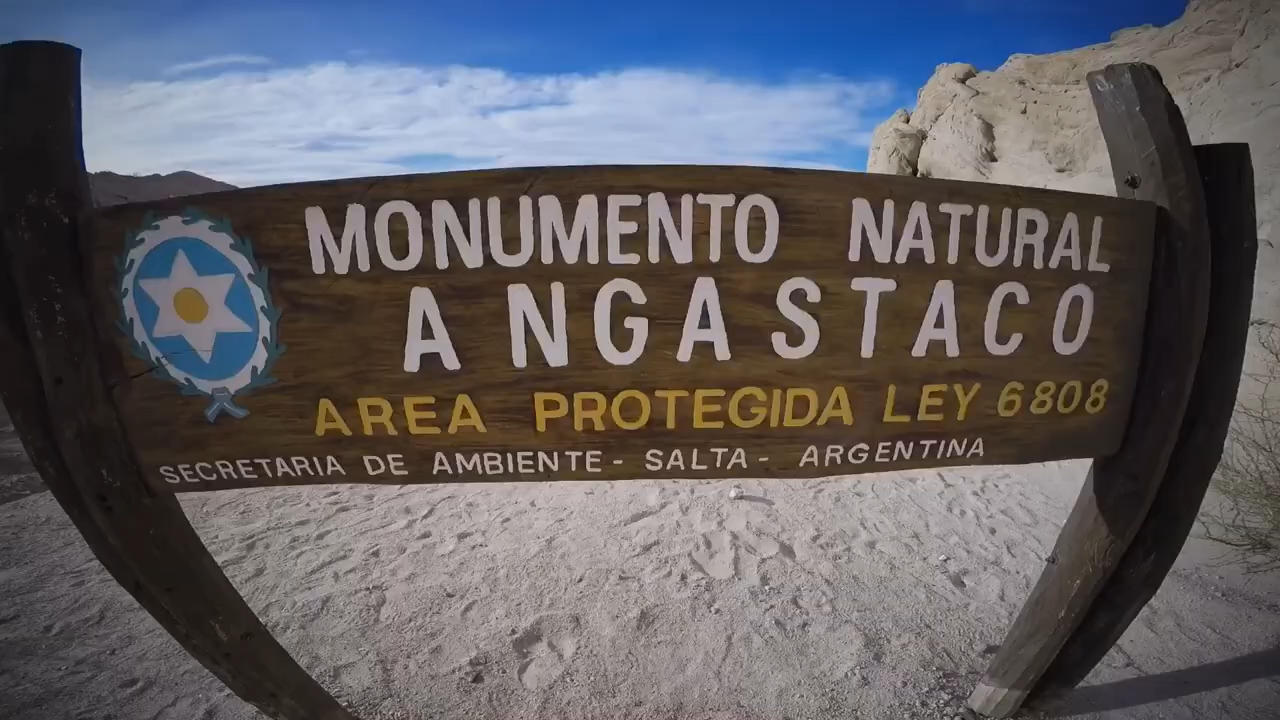 MONUMENTO NATURAL
ANGASTACO
AREA PROTEGIDA LEY 6808
SECRETARIA DE AMBIENTE - SALTA - ARGENTINA